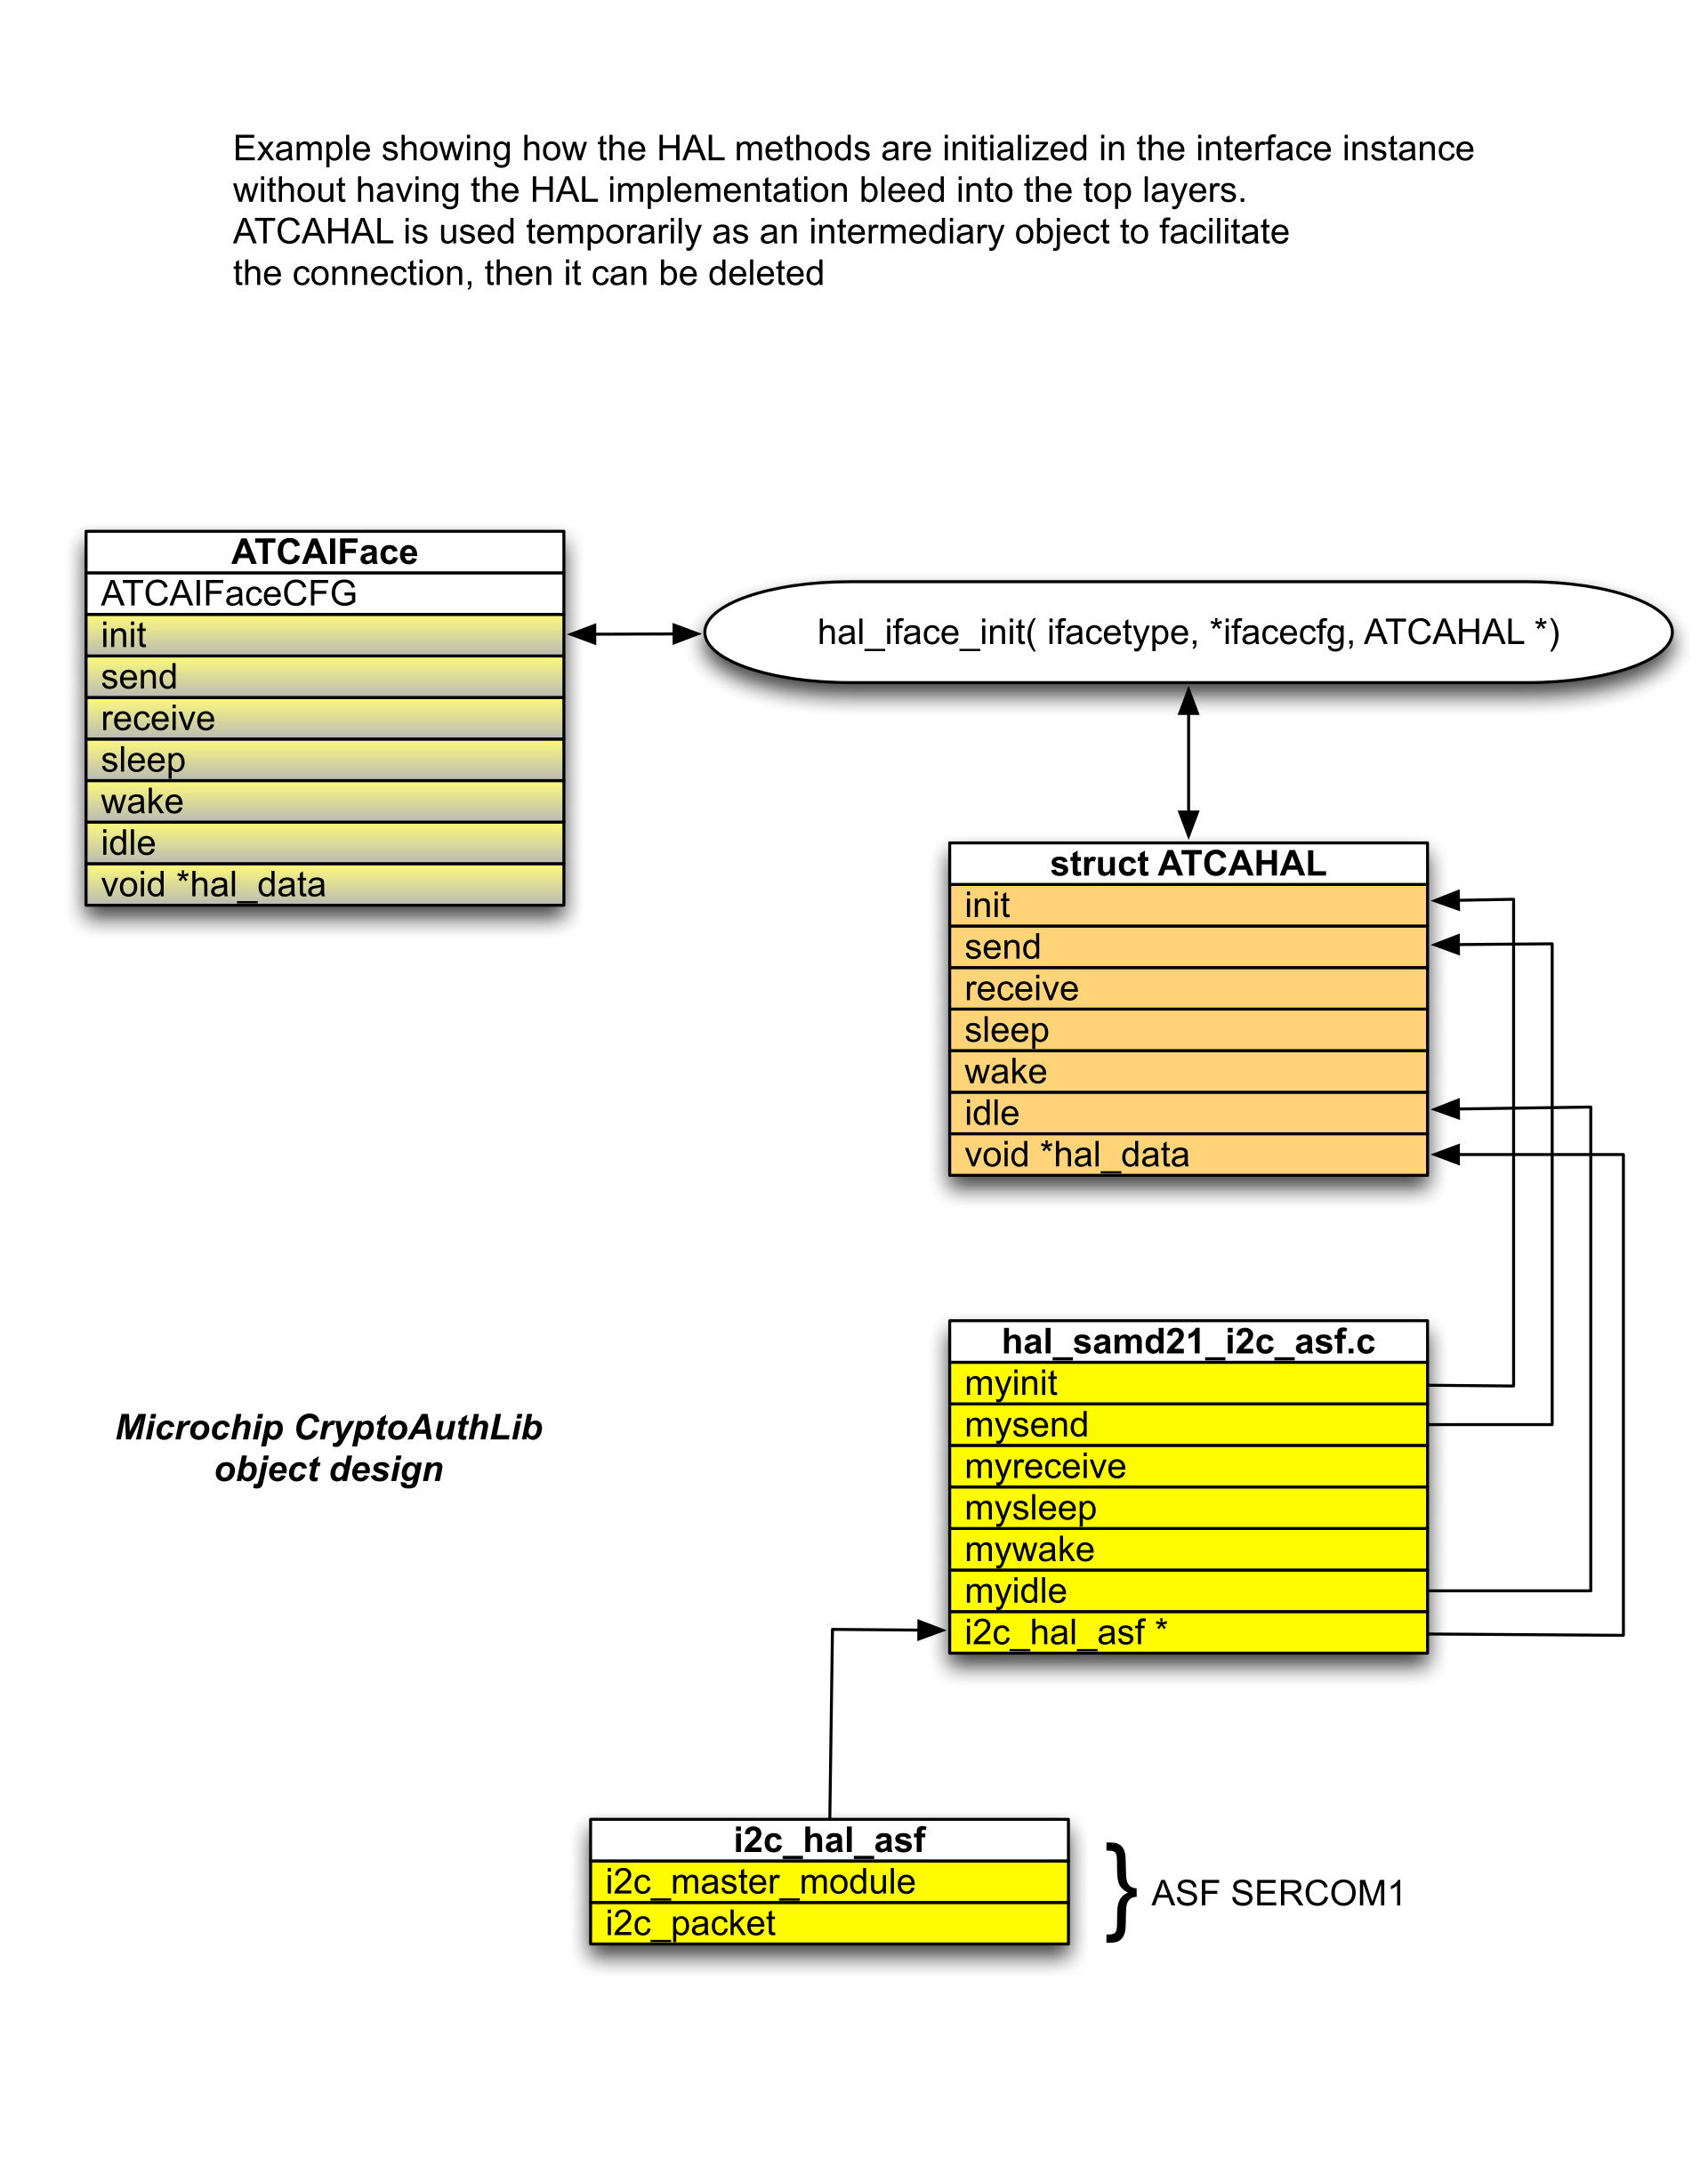 Example showing how the HAL methods are initialized in the interface instance
without having the HAL implementation bleed into the top layers.
ATCAHAL is used temporarily as an intermediary object to facilitate
the connection, then it can be deleted
ATCAIFace
ATCAIFaceCFG
init
send
receive
sleep
wake
idle
void *hal_data
hal_iface_init( ifacetype, *ifacecfg, ATCAHAL *)
struct ATCAHAL
init
send
receive
sleep
wake
idle
void *hal_data
hal_samd21_i2c_asf.c
myinit
mysend
myreceive
mysleep
mywake
myidle
i2c_hal_asf *
Microchip CryptoAuthLib
object design
i2c_hal_asf
i2c_master_module
i2c_packet
} ASF SERCOM1